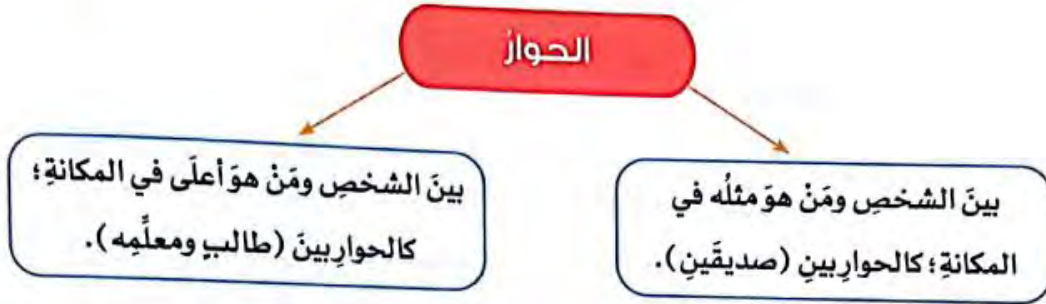 الحوارُ
بينَ الشخصِ ومَنْ هوَ مثلُه في
المكانةِ؛ كالحوارِ بينِ (صديقَينِ).
بينَ الشخصِ ومَنْ هوَ أعلَى في المكانةِ؛
كالحوارِ بينَ (طالبٍ ومعلِّمِه).